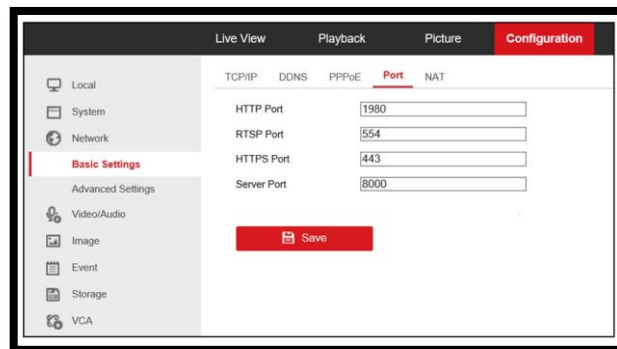 Live View Playback Picture Configuration
Local
System
Network
Basic Settings
Advanced Settings
Video/Audio
Image
Event
Storage
VCA
TCP/IP DDNS PPPoE Port NAT
HTTP Port 1980
RTSP Port 554
HTTPS Port 443
Server Port 8000
Save